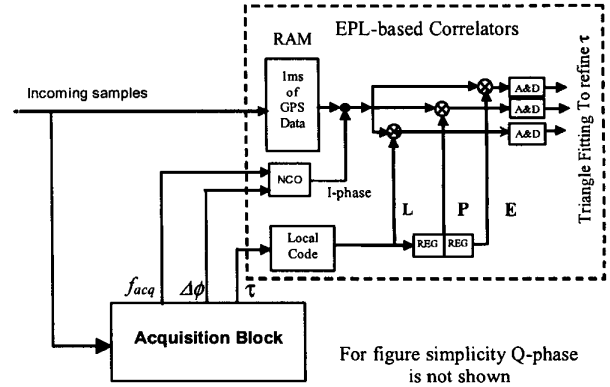 RAM
EPL-based Correlators
1ms
of
GPS
Data
Incoming samples
A&D
A&D
A&D
Triangle Fitting To refine τ
NCO
I-phase
L
P
E
Local
Code
REG
REG
facq
Δϕ
τ
Acquisition Block
For figure simplicity Q-phase
is not shown